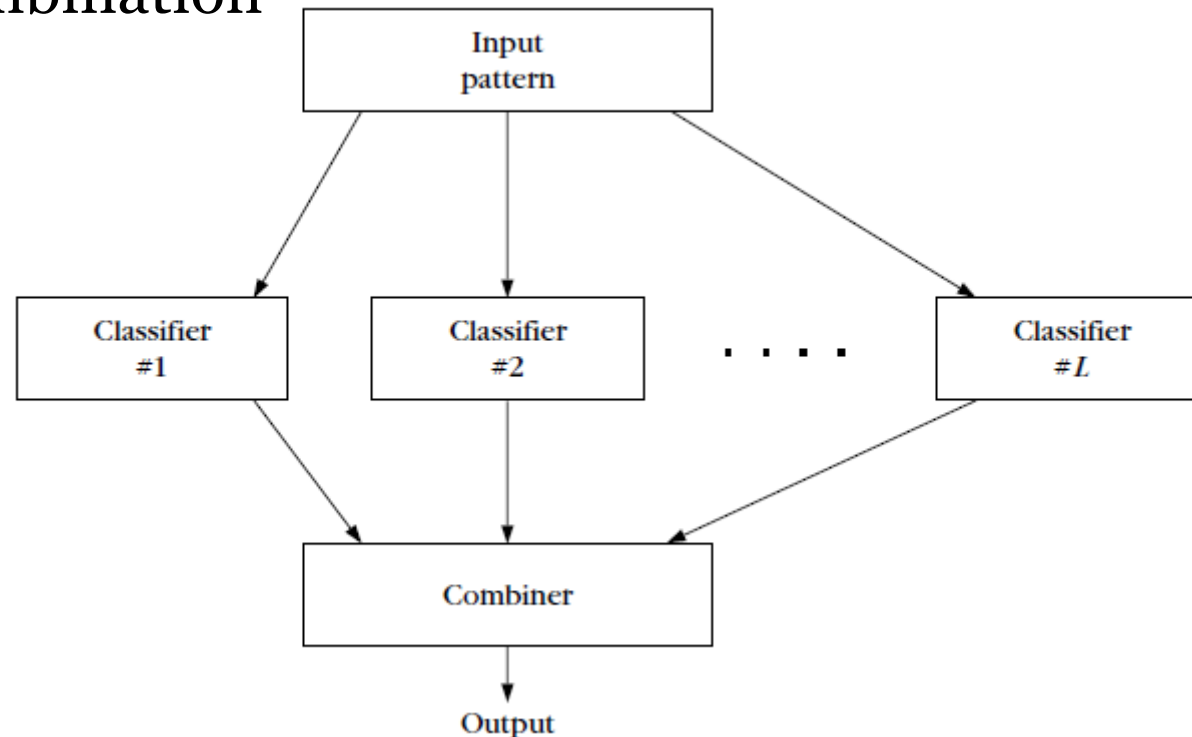 Input
pattern
Classifier
#1
Classifier
#2
. . . .
Classifier
#L
Combiner
Output